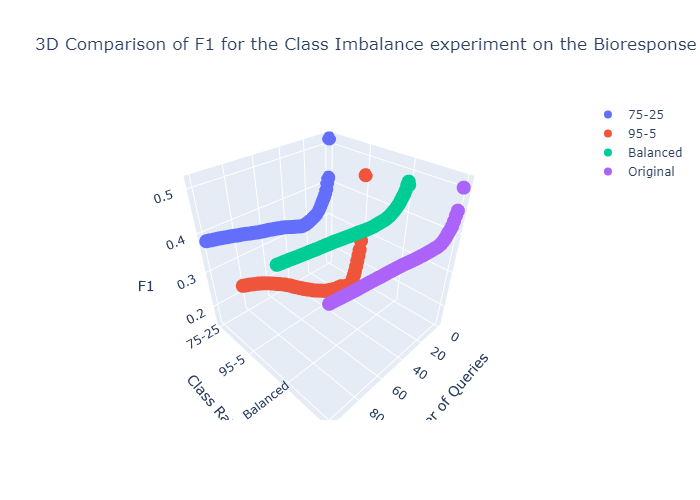 3D Comparison of F1 for the Class Imbalance experiment on the Bioresponse
75-25
95-5
Balanced
Original
0.5
0.4
0.3
0.2
F1
75-25
95-5
Balanced
Class Ra
0
20
40
60
80
er of Queries